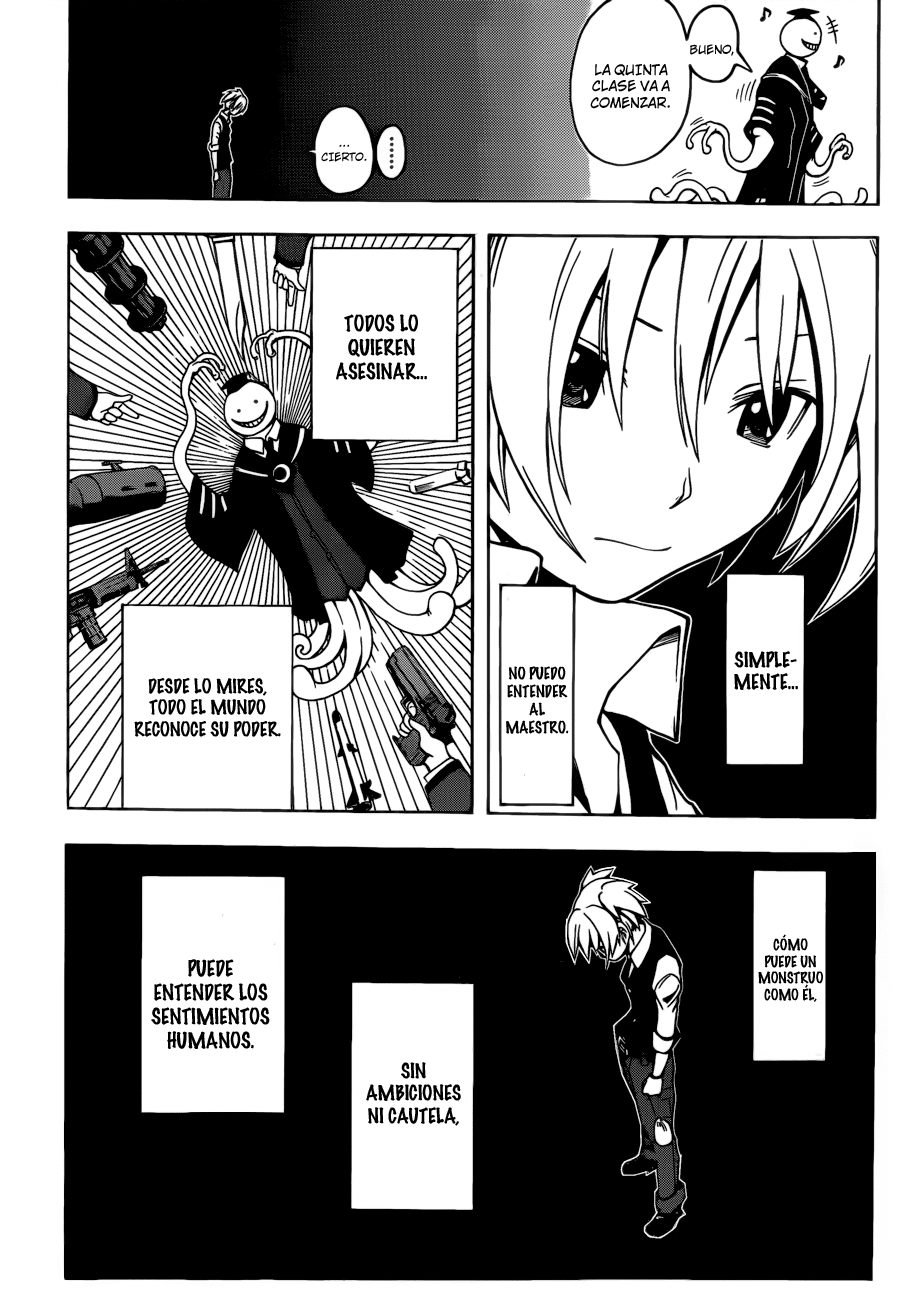 BUENO,
LA QUINTA
CLASE VA A
COMENZAR.
........
...
CIERTO.
SIMPLE-
MENTE...
NO PUEDO
ENTENDER
AL
MAESTRO.
TODOS LO
QUIEREN
ASESINAR...
DESDE LO MIRES,
TODO EL MUNDO
RECONOCE SU PODER.
CÓMO
PUEDE UN
MONSTRUO
COMO ÉL,
SIN
AMBICIONES
NI CAUTELA,
PUEDE
ENTENDER LOS
SENTIMIENTOS
HUMANOS.